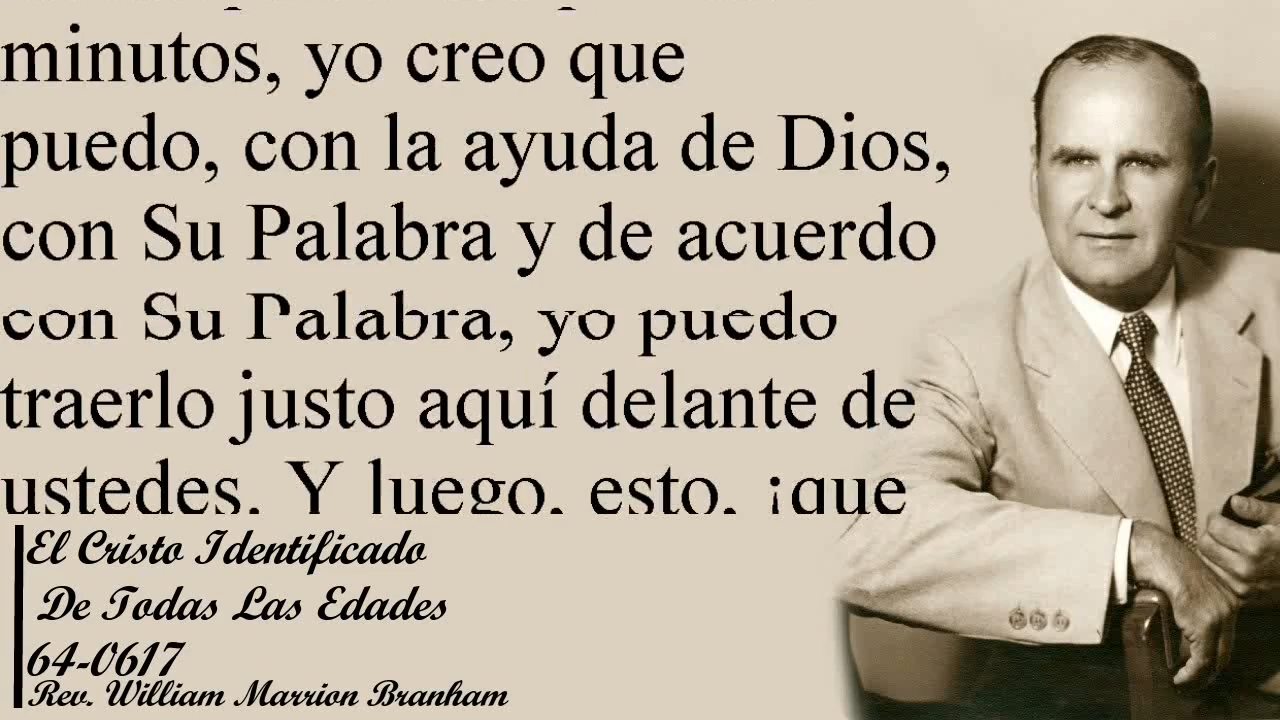 minutos, yo creo que
puedo, con la ayuda de Dios,
con Su Palabra y de acuerdo
con Su Palabra, yo puedo
traerlo justo aquí delante de
ustedes. Y luego, esto, ¡que
El Cristo Identificado
De Todas Las Edades
64-0617
Rev. William Marrion Branham